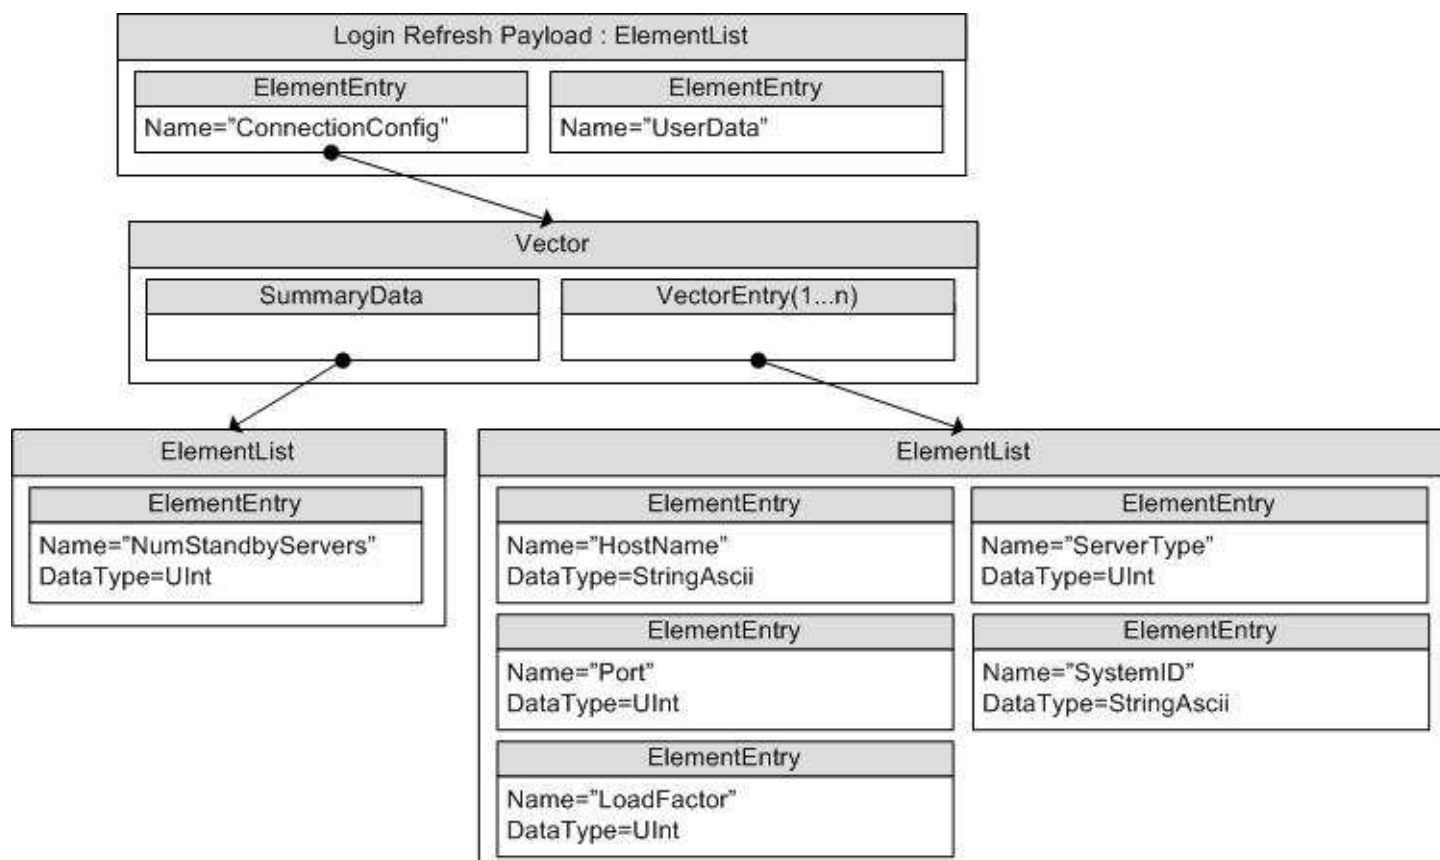 Login Refresh Payload : ElementList
ElementEntry
Name=”ConnectionConfig”
ElementEntry
Name=”UserData”
Vector
SummaryData
VectorEntry(1...n)
ElementList
ElementEntry
Name=”NumStandbyServers”
DataType=UInt
ElementList
ElementEntry
Name=”HostName”
DataType=StringAscii
ElementEntry
Name=”ServerType”
DataType=UInt
ElementEntry
Name=”Port”
DataType=UInt
ElementEntry
Name=”SystemID”
DataType=StringAscii
ElementEntry
Name=”LoadFactor”
DataType=UInt